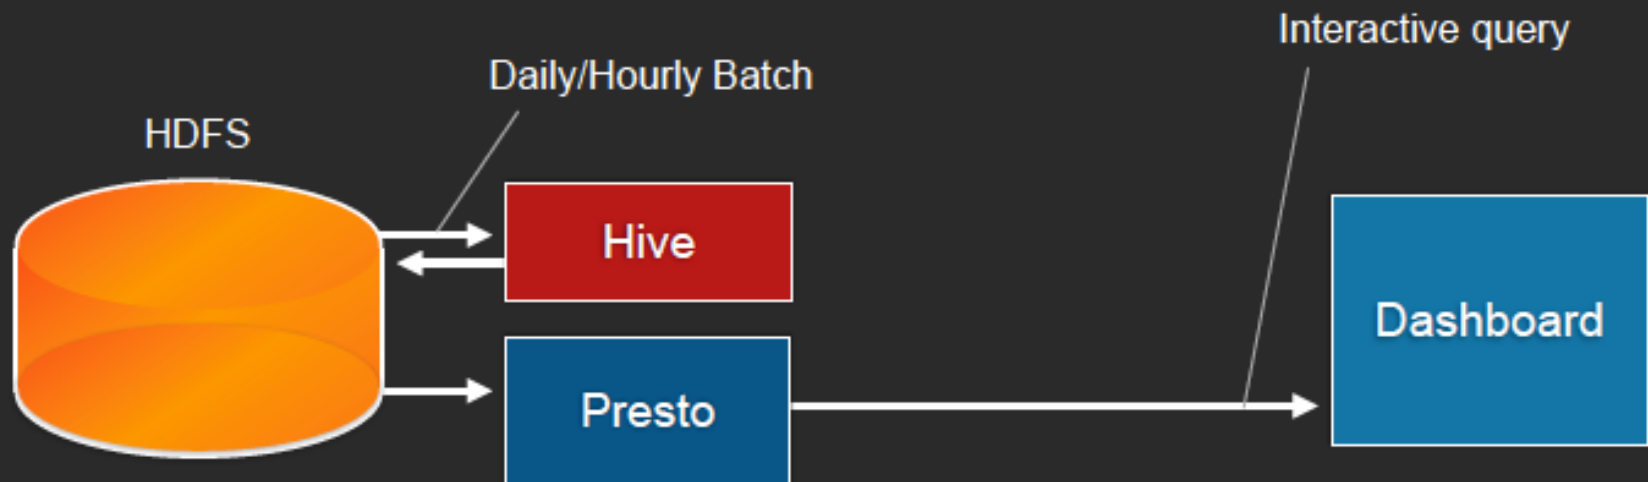 Interactive query
Daily/Hourly Batch
HDFS
Hive
Dashboard
Presto